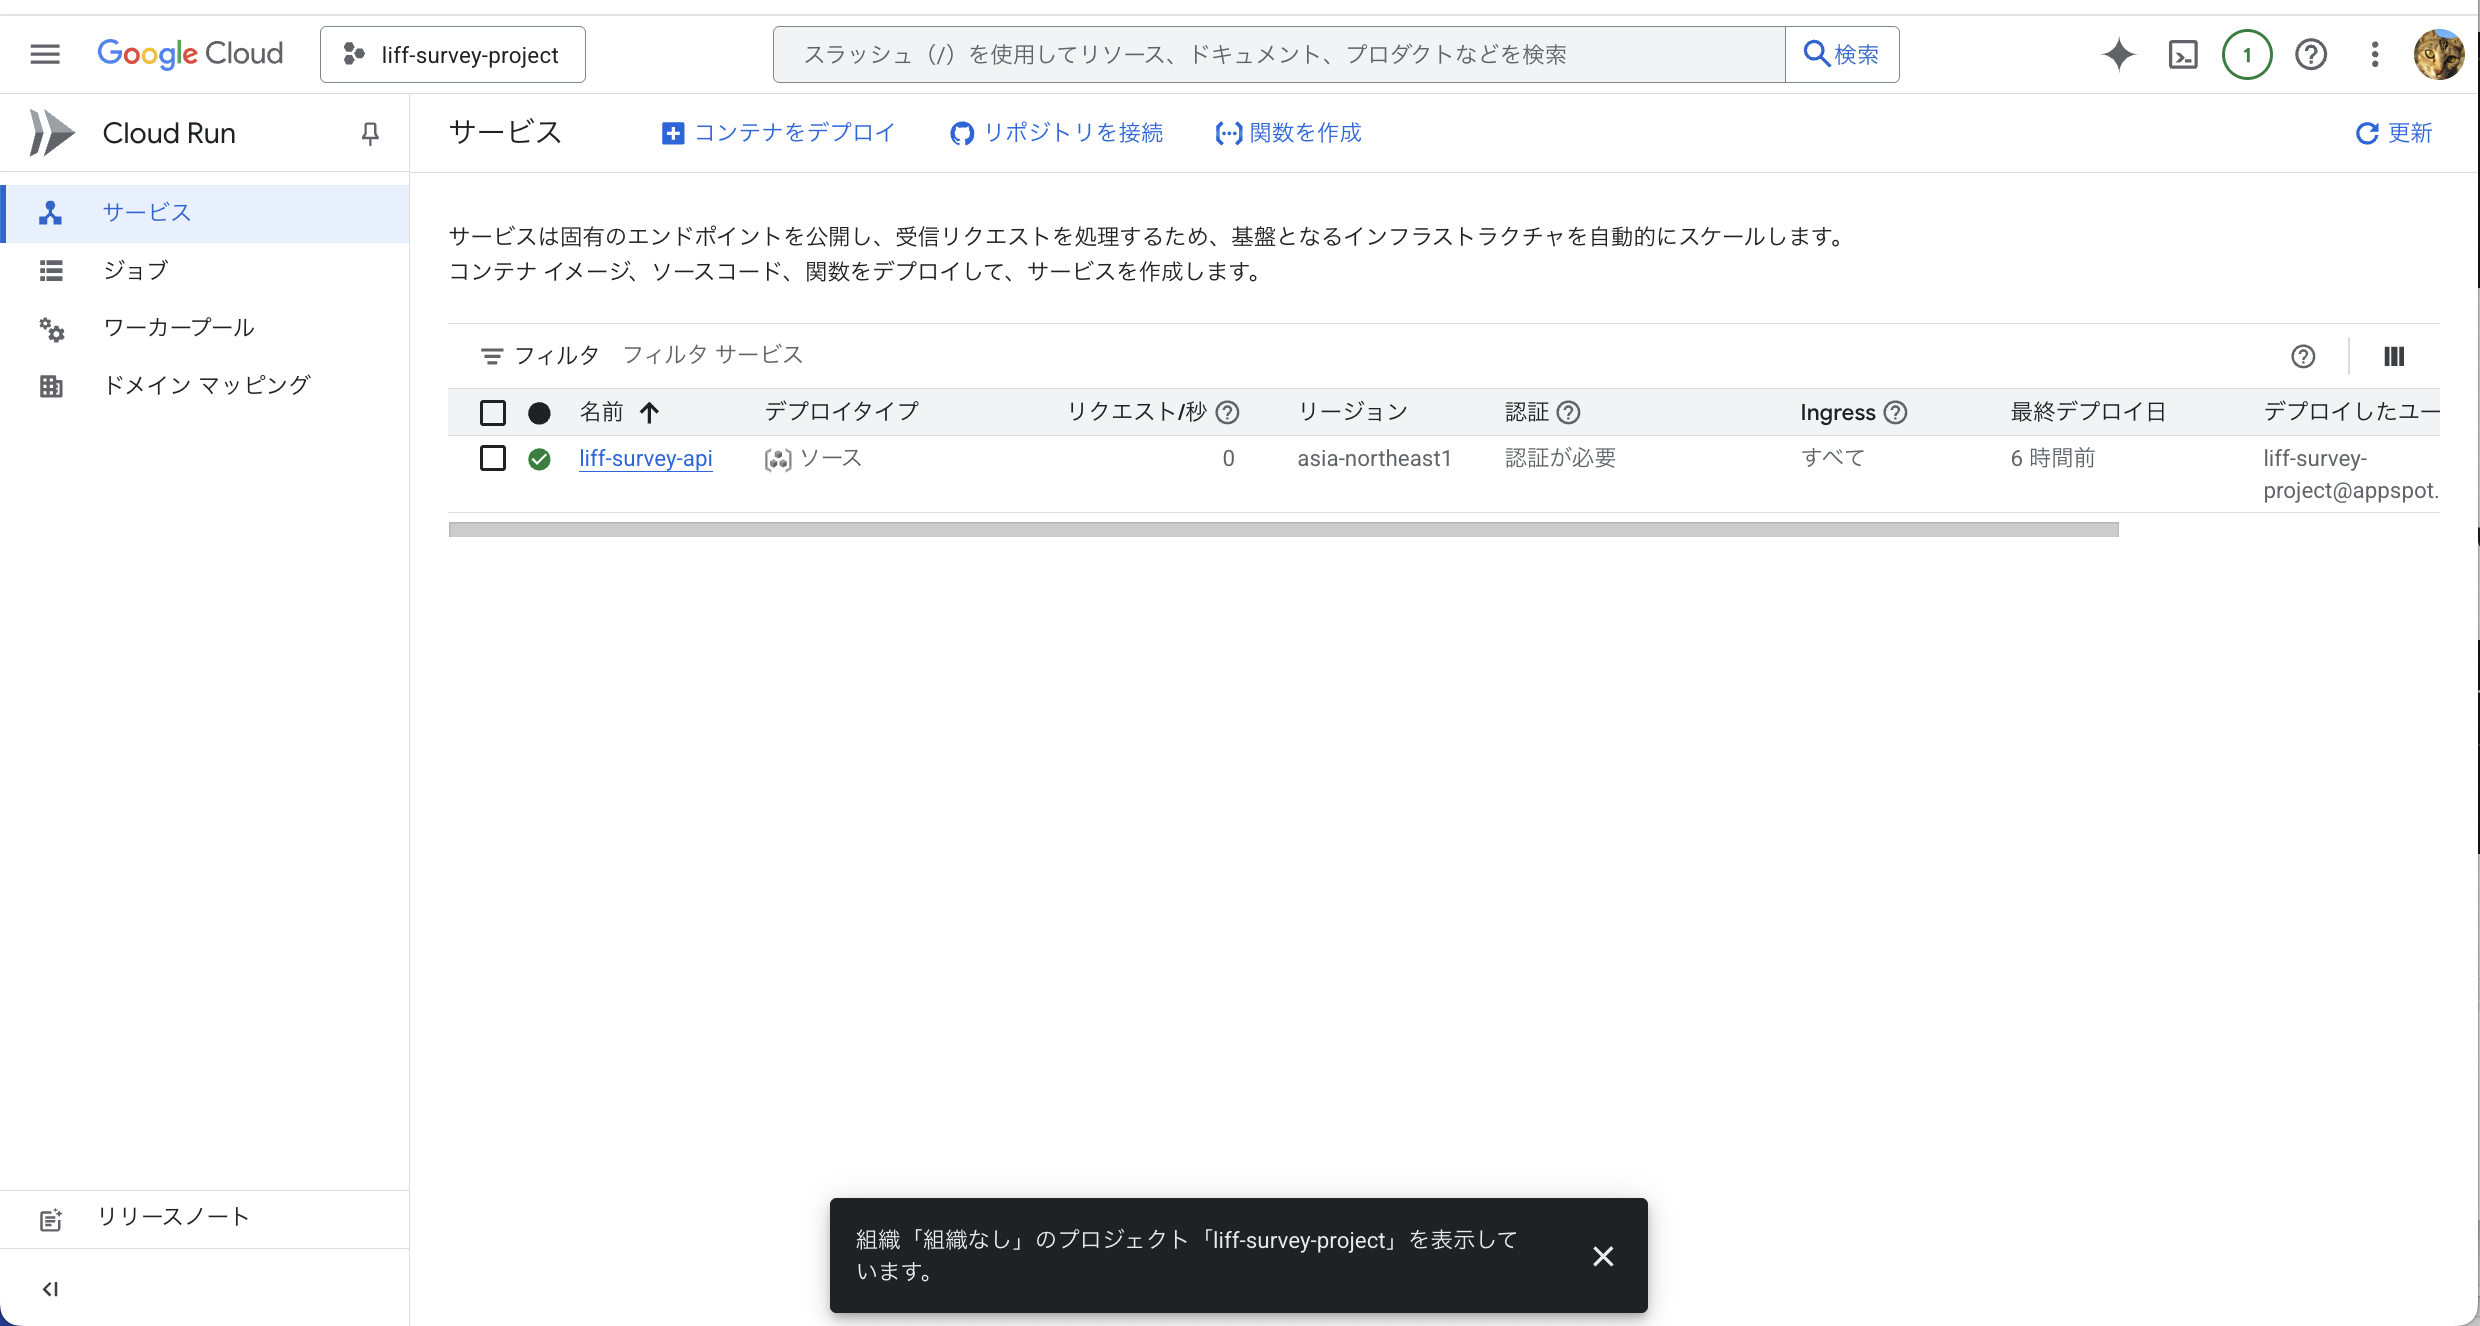 Google Cloud
liff-survey-project
スラッシュ（/）を使用してリソース、ドキュメント、プロダクトなどを検索
検索
1
Cloud Run
サービス
コンテナをデプロイ
リポジトリを接続
関数を作成
更新
サービス
ジョブ
ワーカープール
ドメイン マッピング
サービスは固有のエンドポイントを公開し、受信リクエストを処理するため、基盤となるインフラストラクチャを自動的にスケールします。
コンテナ イメージ、ソースコード、関数をデプロイして、サービスを作成します。
フィルタ フィルタ サービス
名前 デプロイタイプ リクエスト/秒 リージョン 認証 Ingress 最終デプロイ日 デプロイしたユー
liff-survey-api ソース 0 asia-northeast1 認証が必要 すべて 6 時間前 liff-survey-
project@appspot.
リリースノート
組織「組織なし」のプロジェクト「liff-survey-project」を表示して
います。